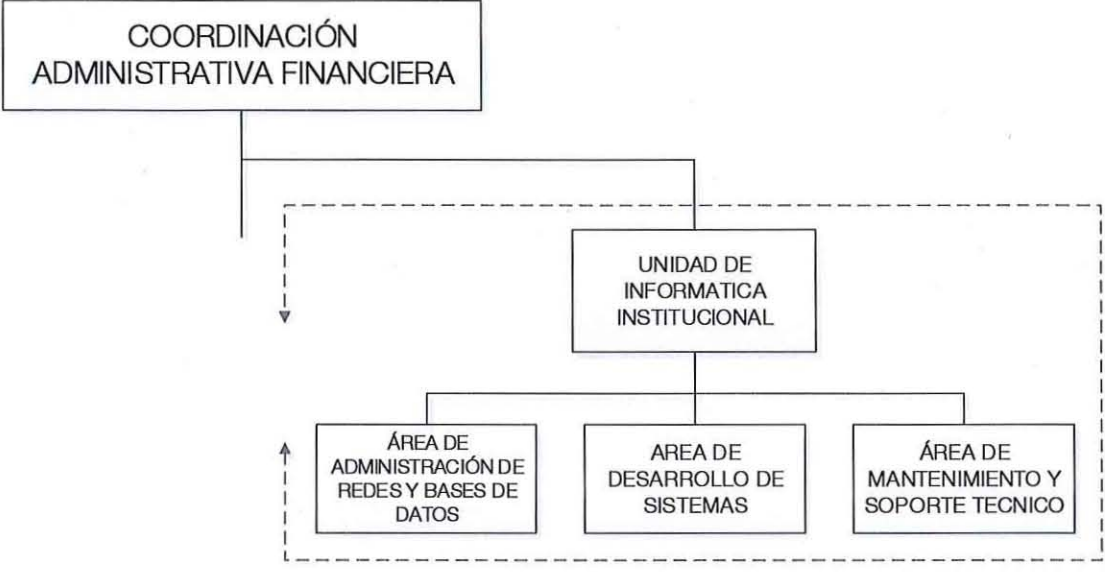 COORDINACIÓN
ADMINISTRATIVA FINANCIERA
UNIDAD DE
INFORMATICA
INSTITUCIONAL
ÁREA DE
ADMINISTRACIÓN DE
REDES Y BASES DE
DATOS
AREA DE
DESARROLLO DE
SISTEMAS
ÁREA DE
MANTENIMIENTO Y
SOPORTE TECNICO